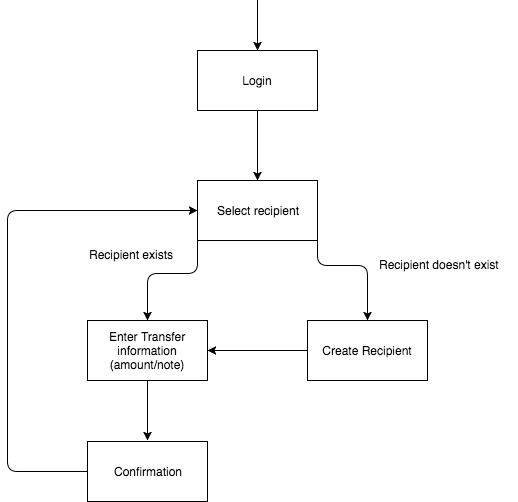 Login
Select recipient
Recipient exists
Recipient doesn't exist
Enter Transfer
information
(amount/note)
Create Recipient
Confirmation